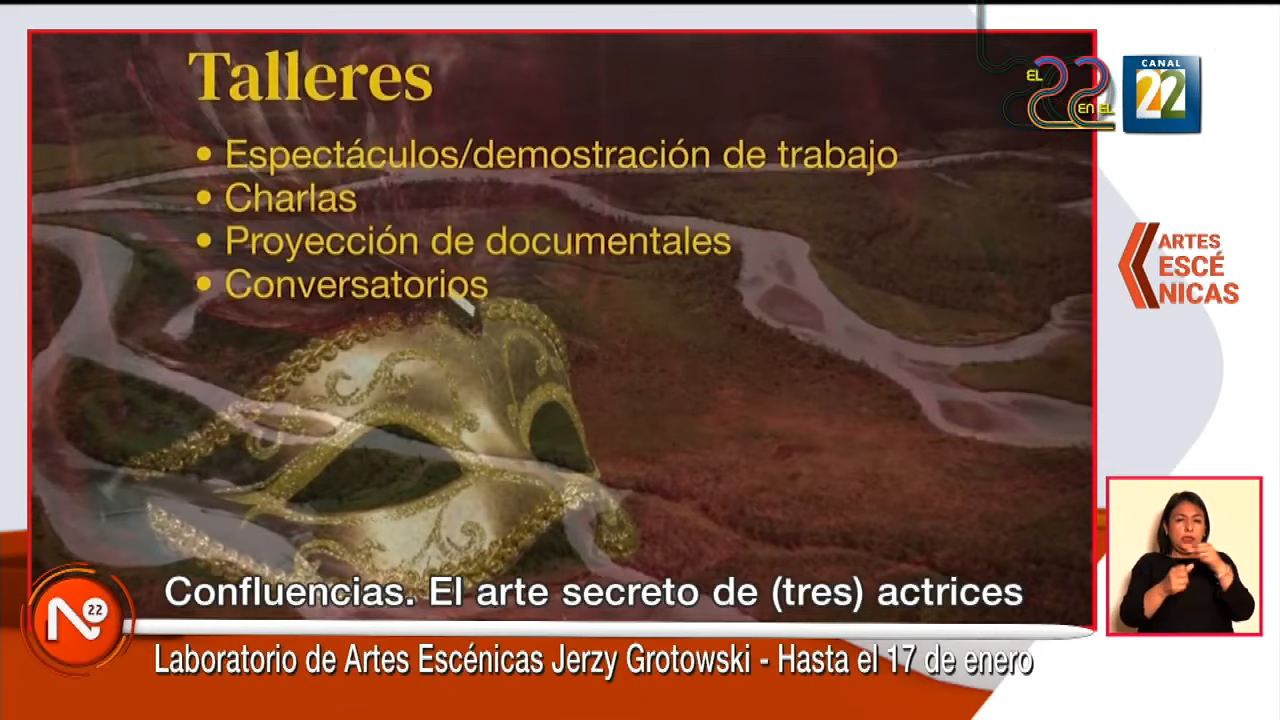 Talleres
• Espectáculos/demostración de trabajo
• Charlas
• Proyección de documentales
• Conversatorios
EL
22
EN EL
CANAL
22
ARTES
ESCÉ
NICAS
Confluencias. El arte secreto de (tres) actrices
N22
Laboratorio de Artes Escénicas Jerzy Grotowski - Hasta el 17 de enero